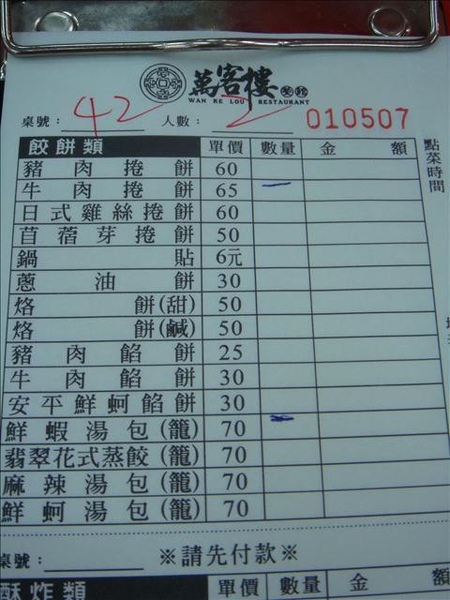 萬客樓 餐館
WAN KE LOU RESTAURANT
桌號: 42 人數: 2 010507
點菜時間
餃餅類 單價 數量 金額
豬肉捲餅 60
牛肉捲餅 65
日式雞絲捲餅 60
苜蓿芽捲餅 50
鍋貼 6元
蔥油餅 30
烙餅(甜) 50
烙餅(鹹) 50
豬肉餡餅 25
牛肉餡餅 30
安平鮮蚵餡餅 30
鮮蝦湯包(籠) 70
翡翠花式蒸餃(籠) 70
麻辣湯包(籠) 70
鮮蚵湯包(籠) 70
桌號: ※請先付款※
酥炸類 單價 數量 金額